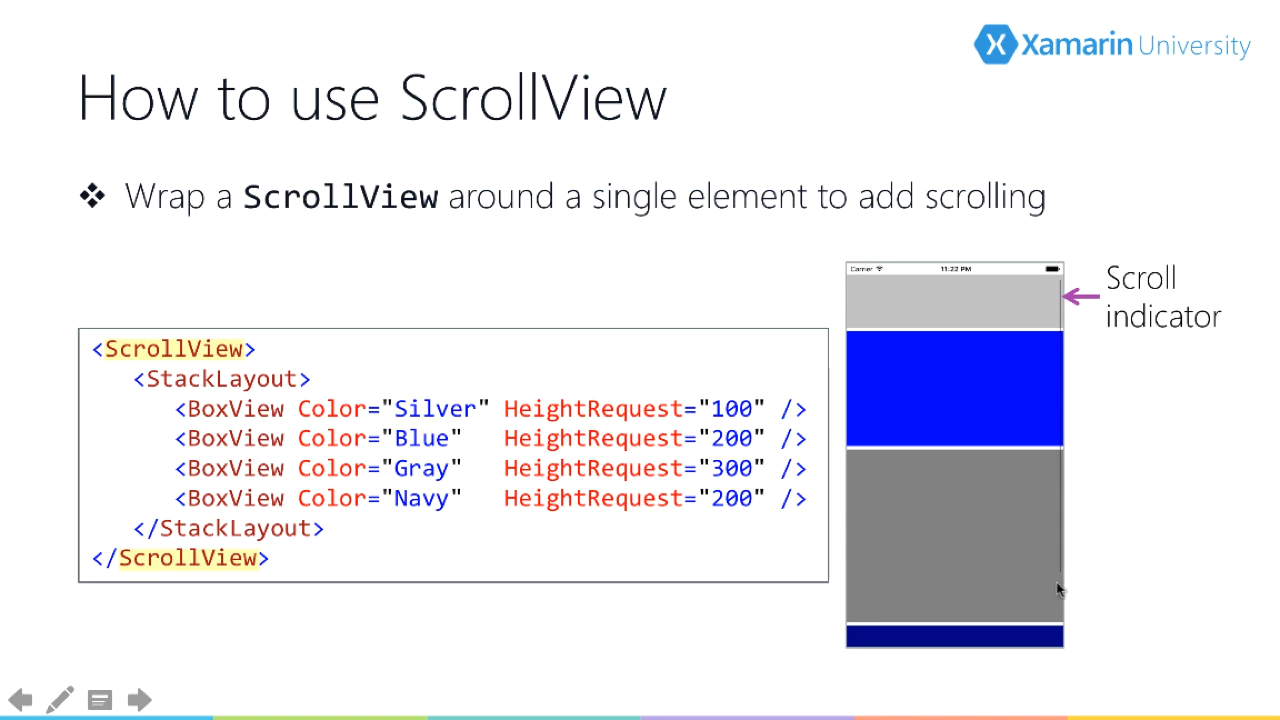 Xamarin University
How to use ScrollView
❖ Wrap a ScrollView around a single element to add scrolling
<ScrollView>
   <StackLayout>
      <BoxView Color="Silver" HeightRequest="100" />
      <BoxView Color="Blue"   HeightRequest="200" />
      <BoxView Color="Gray"   HeightRequest="300" />
      <BoxView Color="Navy"   HeightRequest="200" />
   </StackLayout>
</ScrollView>
Carrier 11:22 PM
Scroll
indicator